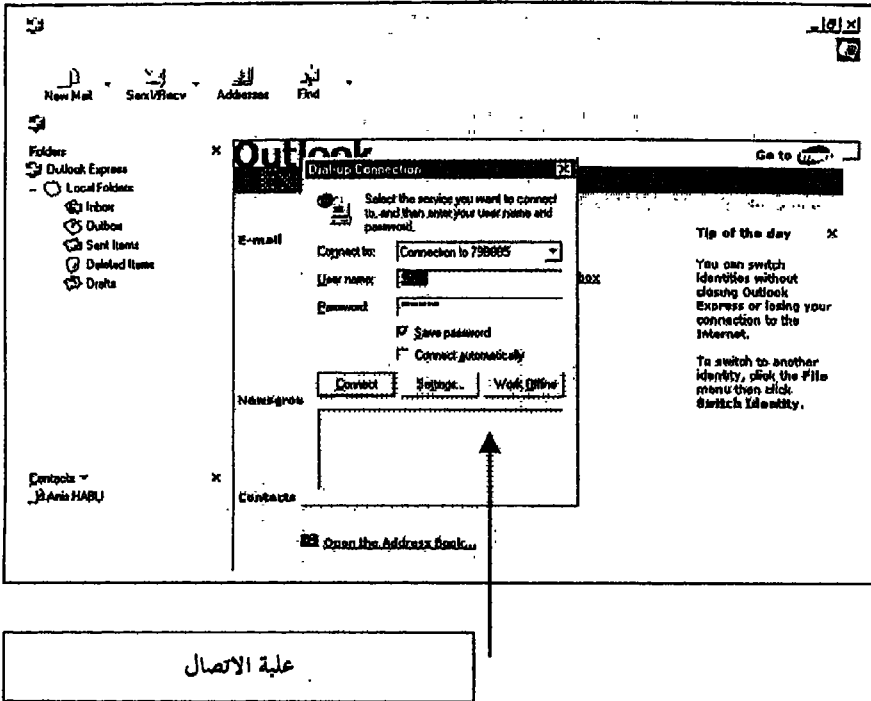 New Mail
Send/Recv
Addresses
Find
Folders
Outlook Express
Local Folders
Inbox
Outbox
Sent Items
Deleted Items
Drafts
Contacts
Outlook
Go to
E-mail
box
Newsgrou
Contacts
Open the Address Book...
Dial-up Connection
Select the service you want to connect
to, and then enter your user name and
password.
Connect to: Connection to 798005
User name:
Password:
Save password
Connect automatically
Connect Settings... Work Offline
Tip of the day
You can switch
identities without
closing Outlook
Express or losing your
connection to the
Internet.
To switch to another
identity, click the File
menu then click
Switch Identity.
علبة الاتصال